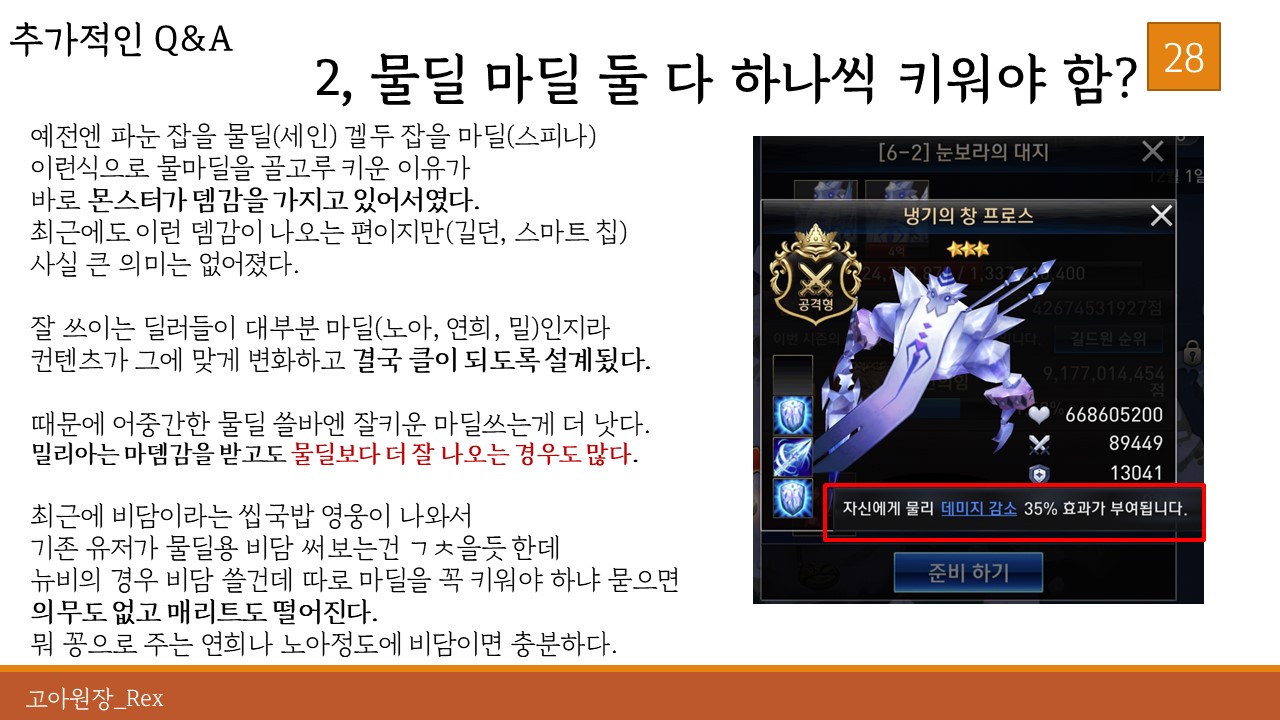 추가적인 Q&A
2, 물딜 마딜 둘 다 하나씩 키워야 함?
28
예전엔 파눈 잡을 물딜(세인) 겔두 잡을 마딜(스피나)
이런식으로 물마딜을 골고루 키운 이유가
바로 몬스터가 뎀감을 가지고 있어서였다.
최근에도 이런 뎀감이 나오는 편이지만(길던, 스마트 칩)
사실 큰 의미는 없어졌다.
잘 쓰이는 딜러들이 대부분 마딜(노아, 연희, 밀)인지라
컨텐츠가 그에 맞게 변화하고 결국 클이 되도록 설계됬다.
때문에 어중간한 물딜 쓸바엔 잘키운 마딜쓰는게 더 낫다.
밀리아는 마뎀감을 받고도 물딜보다 더 잘 나오는 경우도 많다.
최근에 비담이라는 씹국밥 영웅이 나와서
기존 유저가 물딜용 비담 써보는건 ㄱㅊ을듯 한데
뉴비의 경우 비담 쓸건데 따로 마딜을 꼭 키워야 하냐 묻으면
의무도 없고 매리트도 떨어진다.
뭐 꽁으로 주는 연희나 노아정도에 비담이면 충분하다.
[6-2] 눈보라의 대지
12월 1일
냉기의 창 프로스
4억
공격형
42674531927점
이번 시즌의
니다.
길드원 순위
9,177,014,454
점
668605200
89449
13041
자신에게 물리 데미지 감소 35% 효과가 부여됩니다.
준비 하기
고아원장_Rex